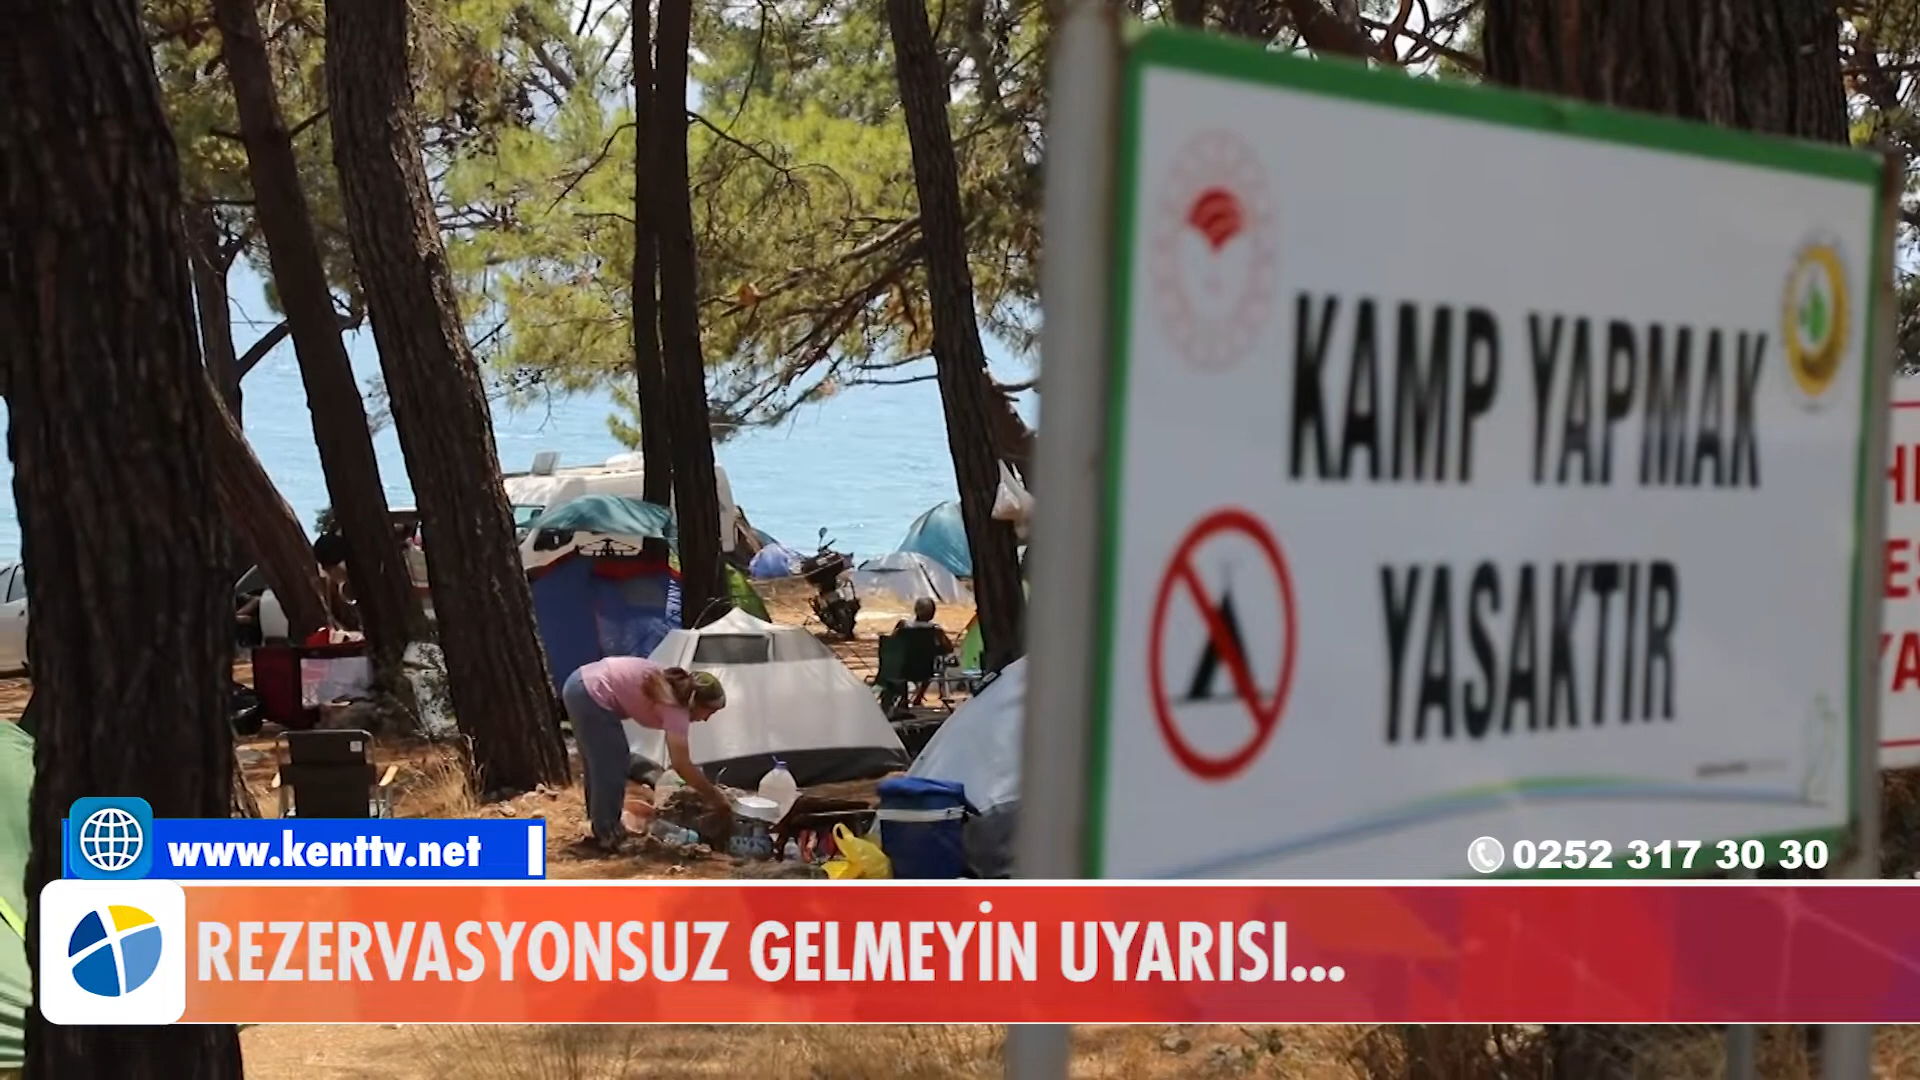 KAMP YAPMAK
YASAKTIR
www.kenttv.net
0252 317 30 30
REZERVASYONSUZ GELMEYİN UYARISI...